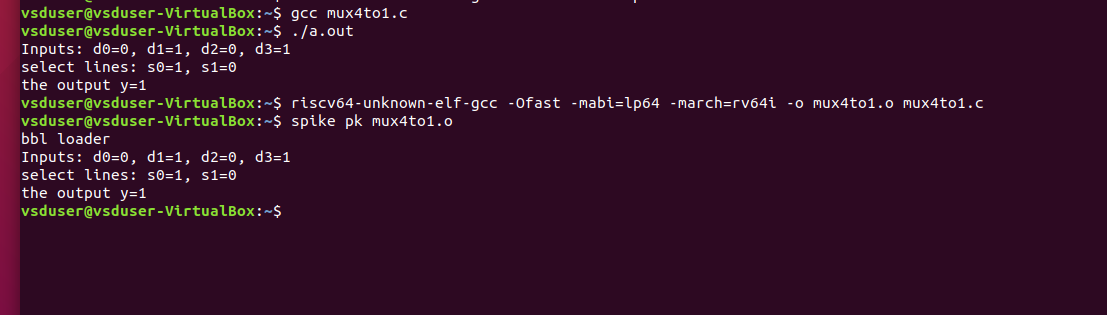 vsduser@vsduser-VirtualBox:~$ gcc mux4to1.c
vsduser@vsduser-VirtualBox:~$ ./a.out
Inputs: d0=0, d1=1, d2=0, d3=1
select lines: s0=1, s1=0
the output y=1
vsduser@vsduser-VirtualBox:~$ riscv64-unknown-elf-gcc -Ofast -mabi=lp64 -march=rv64i -o mux4to1.o mux4to1.c
vsduser@vsduser-VirtualBox:~$ spike pk mux4to1.o
bbl loader
Inputs: d0=0, d1=1, d2=0, d3=1
select lines: s0=1, s1=0
the output y=1
vsduser@vsduser-VirtualBox:~$